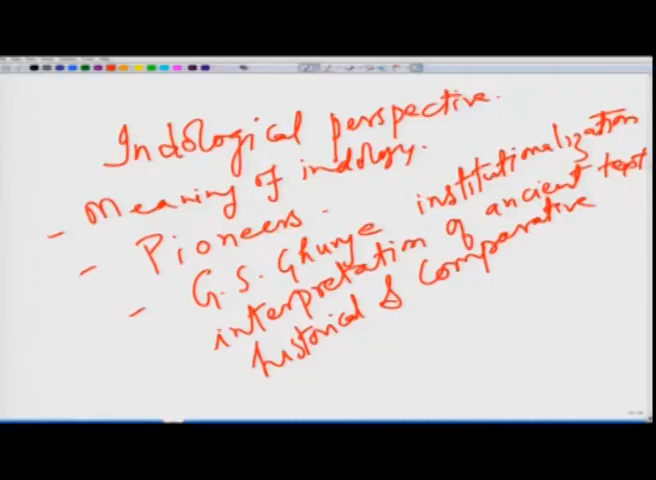 Indological perspective.
- Meaning of indology.
- Pioneers.
- G.S. Ghurye institutionalization
interpretation of ancient text
historical & comparative